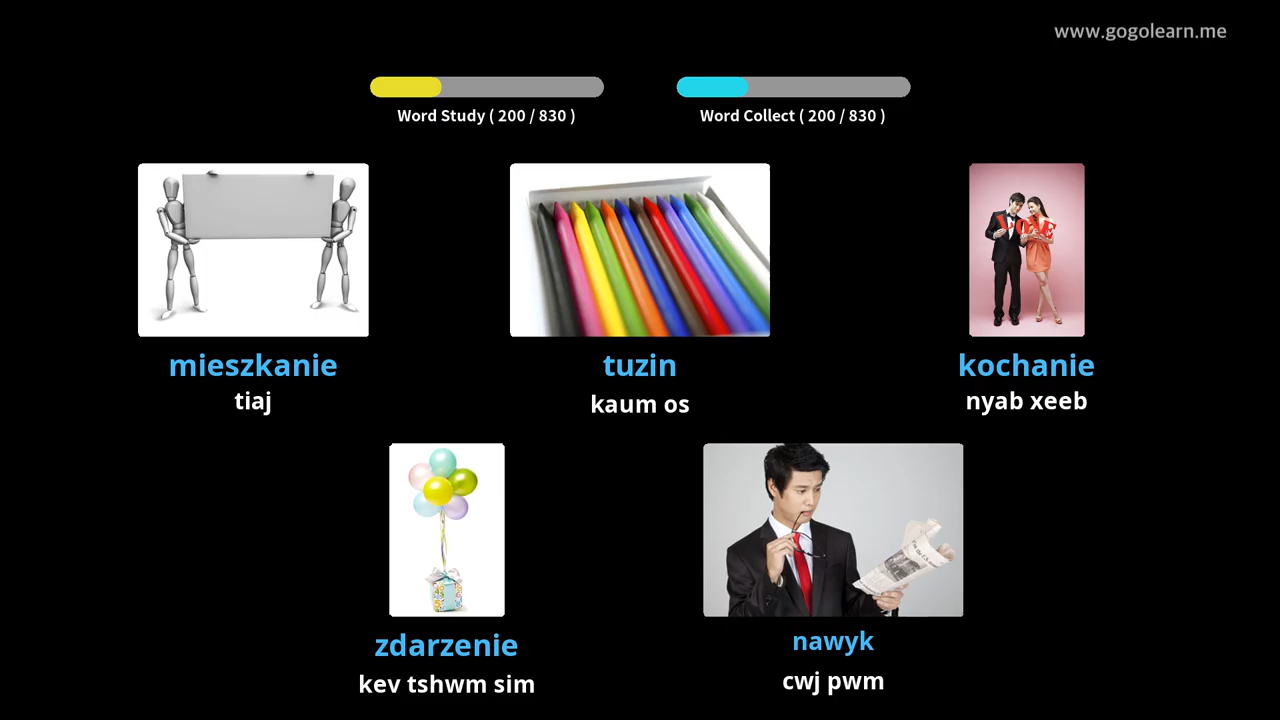 www.gogolearn.me
Word Study ( 200 / 830 )
Word Collect ( 200 / 830 )
LOVE
mieszkanie
tiaj
tuzin
kaum os
kochanie
nyab xeeb
zdarzenie
kev tshwm sim
nawyk
cwj pwm